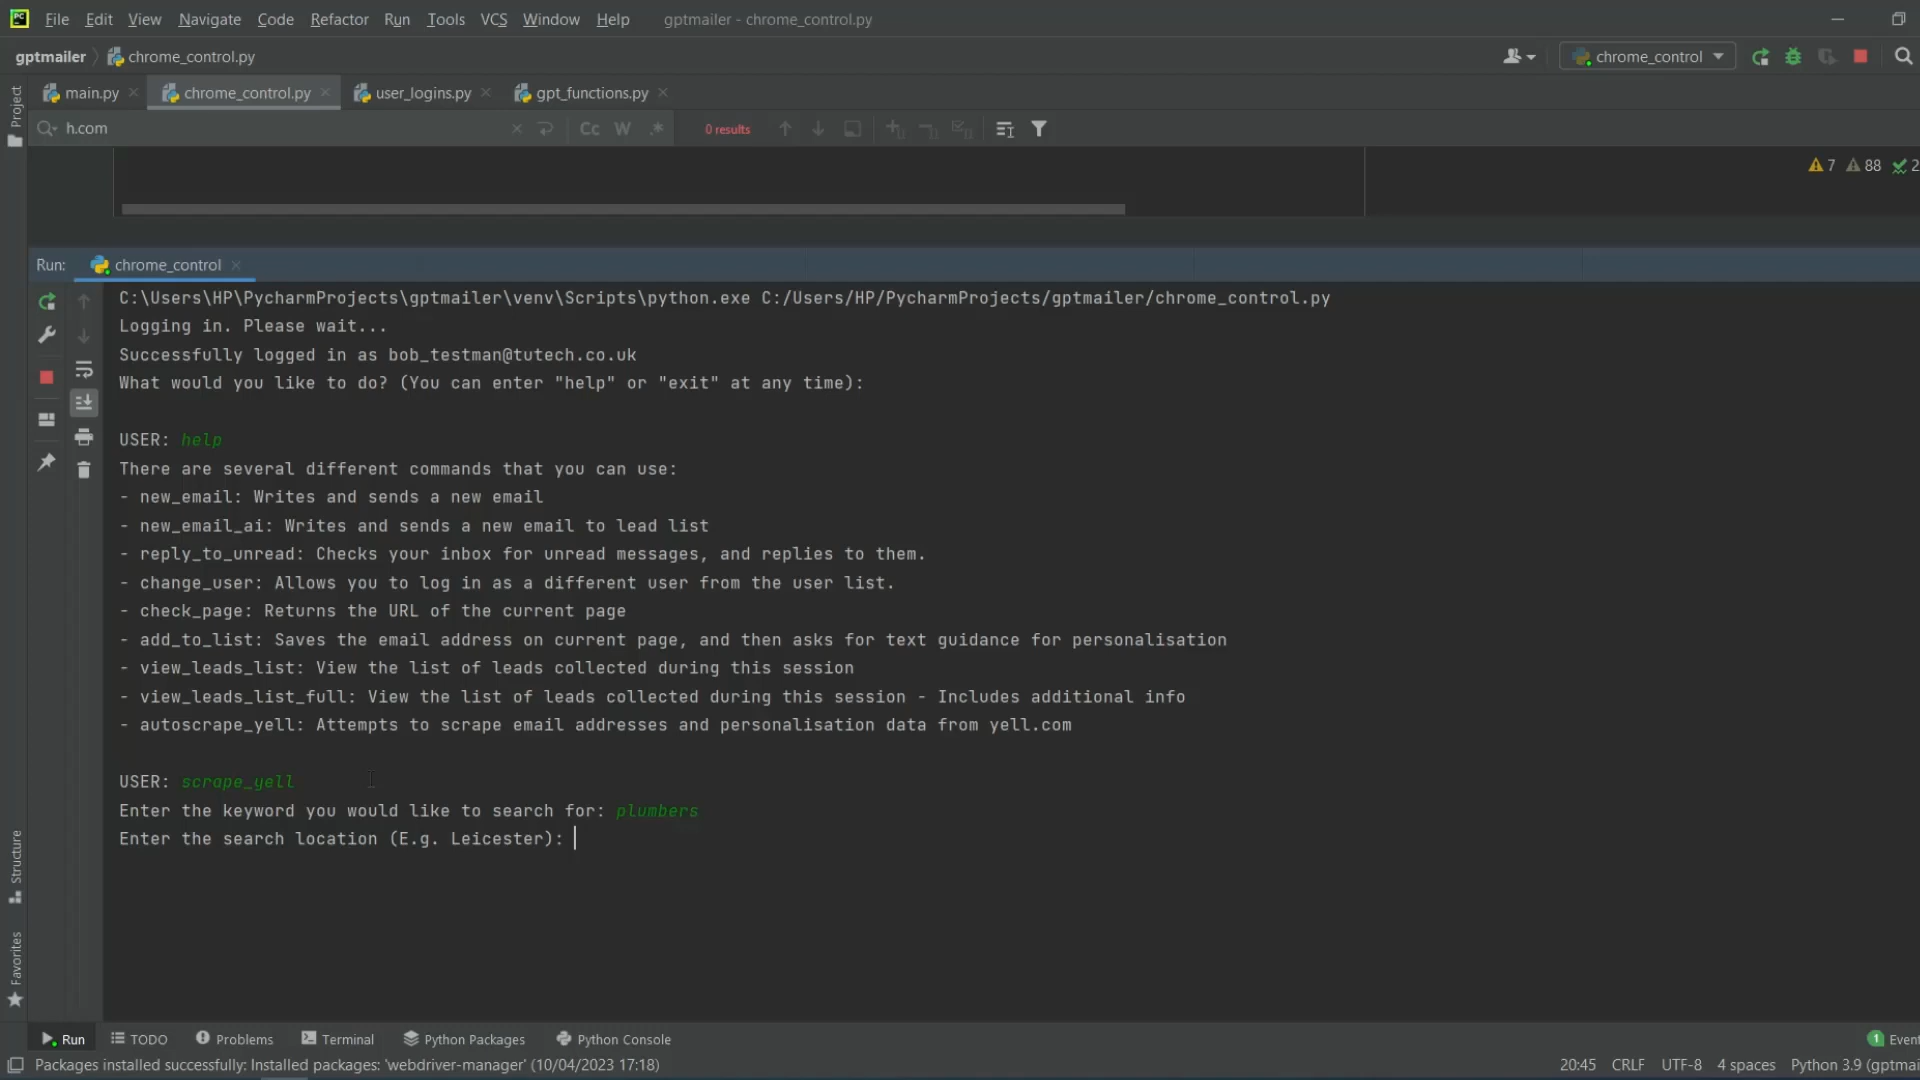 File Edit View Navigate Code Refactor Run Tools VCS Window Help gptmailer - chrome_control.py
gptmailer chrome_control.py chrome_control
main.py chrome_control.py user_logins.py gpt_functions.py
Project
h.com Cc W .* 0 results
7 88 2
Run: chrome_control
C:\Users\HP\PycharmProjects\gptmailer\venv\Scripts\python.exe C:/Users/HP/PycharmProjects/gptmailer/chrome_control.py
Logging in. Please wait...
Successfully logged in as bob_testman@tutech.co.uk
What would you like to do? (You can enter "help" or "exit" at any time):
USER: help
There are several different commands that you can use:
- new_email: Writes and sends a new email
- new_email_ai: Writes and sends a new email to lead list
- reply_to_unread: Checks your inbox for unread messages, and replies to them.
- change_user: Allows you to log in as a different user from the user list.
- check_page: Returns the URL of the current page
- add_to_list: Saves the email address on current page, and then asks for text guidance for personalisation
- view_leads_list: View the list of leads collected during this session
- view_leads_list_full: View the list of leads collected during this session - Includes additional info
- autoscrape_yell: Attempts to scrape email addresses and personalisation data from yell.com
USER: scrape_yell
Enter the keyword you would like to search for: plumbers
Enter the search location (E.g. Leicester):
Structure
Favorites
Run TODO Problems Terminal Python Packages Python Console 1 Event
Packages installed successfully: Installed packages: 'webdriver-manager' (10/04/2023 17:18) 20:45 CRLF UTF-8 4 spaces Python 3.9 (gptmai